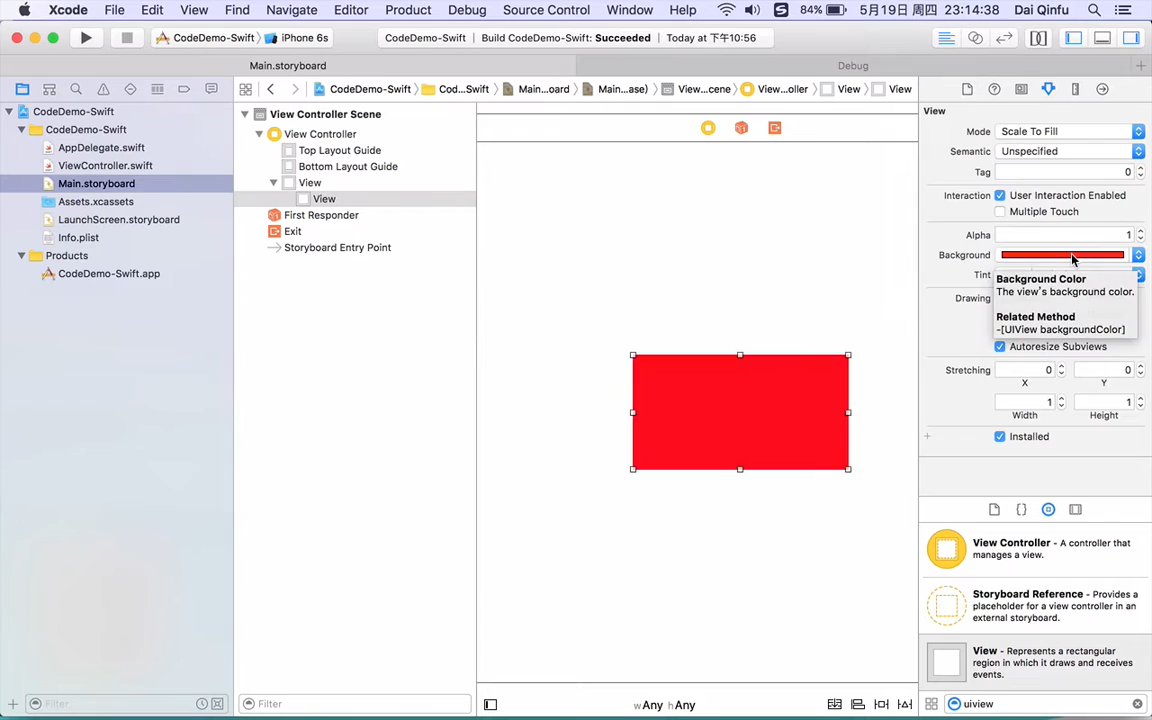 Xcode File Edit View Find Navigate Editor Product Debug Source Control Window Help 84% 5月19日 周四 23:14:38 Dai Qinfu
CodeDemo-Swift iPhone 6s CodeDemo-Swift Build CodeDemo-Swift: Succeeded Today at 下午10:56
Main.storyboard Debug
CodeDemo-Swift Cod...Swift Main...oard Main...ase) View...cene View...oller View View
CodeDemo-Swift
CodeDemo-Swift
AppDelegate.swift
ViewController.swift
Main.storyboard
Assets.xcassets
LaunchScreen.storyboard
Info.plist
Products
CodeDemo-Swift.app
Filter
View Controller Scene
View Controller
Top Layout Guide
Bottom Layout Guide
View
View
First Responder
Exit
Storyboard Entry Point
Filter
wAny hAny
View
Mode Scale To Fill
Semantic Unspecified
Tag 0
Interaction User Interaction Enabled
Multiple Touch
Alpha 1
Background
Tint
Background Color
The view's background color.
Drawing
Related Method
-[UIView backgroundColor]
Autoresize Subviews
Stretching 0 0
X Y
1 1
Width Height
Installed
View Controller - A controller that
manages a view.
Storyboard Reference - Provides a
placeholder for a view controller in an
external storyboard.
View - Represents a rectangular
region in which it draws and receives
events.
uiview